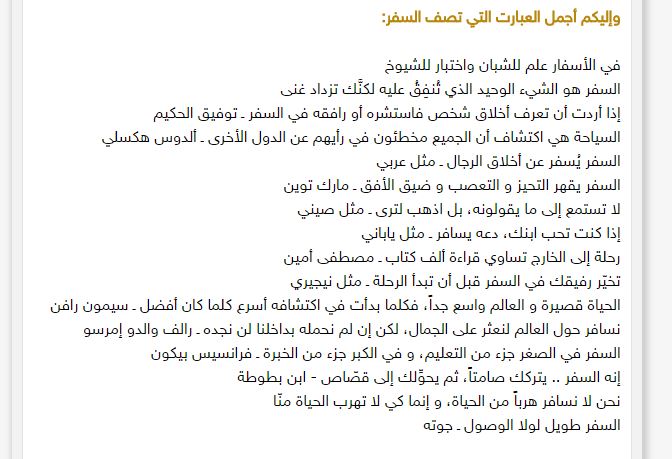 وإليكم أجمل العبارت التي تصف السفر:
في الأسفار علم للشبان واختبار للشيوخ
السفر هو الشيء الوحيد الذي تُنفِقُ عليه لكنَّك تزداد غنى
إذا أردت أن تعرف أخلاق شخص فاستشره أو رافقه في السفر ـ توفيق الحكيم
السياحة هي اكتشاف أن الجميع مخطئون في رأيهم عن الدول الأخرى ـ ألدوس هكسلي
السفر يُسفر عن أخلاق الرجال ـ مثل عربي
السفر يقهر التحيز و التعصب و ضيق الأفق ـ مارك توين
لا تستمع إلى ما يقولونه، بل اذهب لترى ـ مثل صيني
إذا كنت تحب ابنك، دعه يسافر ـ مثل ياباني
رحلة إلى الخارج تساوي قراءة ألف كتاب ـ مصطفى أمين
تخيّر رفيقك في السفر قبل أن تبدأ الرحلة ـ مثل نيجيري
الحياة قصيرة و العالم واسع جداً، فكلما بدأت في اكتشافه أسرع كلما كان أفضل ـ سيمون رافن
نسافر حول العالم لنعثر على الجمال، لكن إن لم نحمله بداخلنا لن نجده ـ رالف والدو إمرسو
السفر في الصغر جزء من التعليم، و في الكبر جزء من الخبرة ـ فرانسيس بيكون
إنه السفر .. يتركك صامتاً، ثم يحوِّلك إلى قصّاص - ابن بطوطة
نحن لا نسافر هرباً من الحياة، و إنما كي لا تهرب الحياة منّا
السفر طويل لولا الوصول ـ جوته